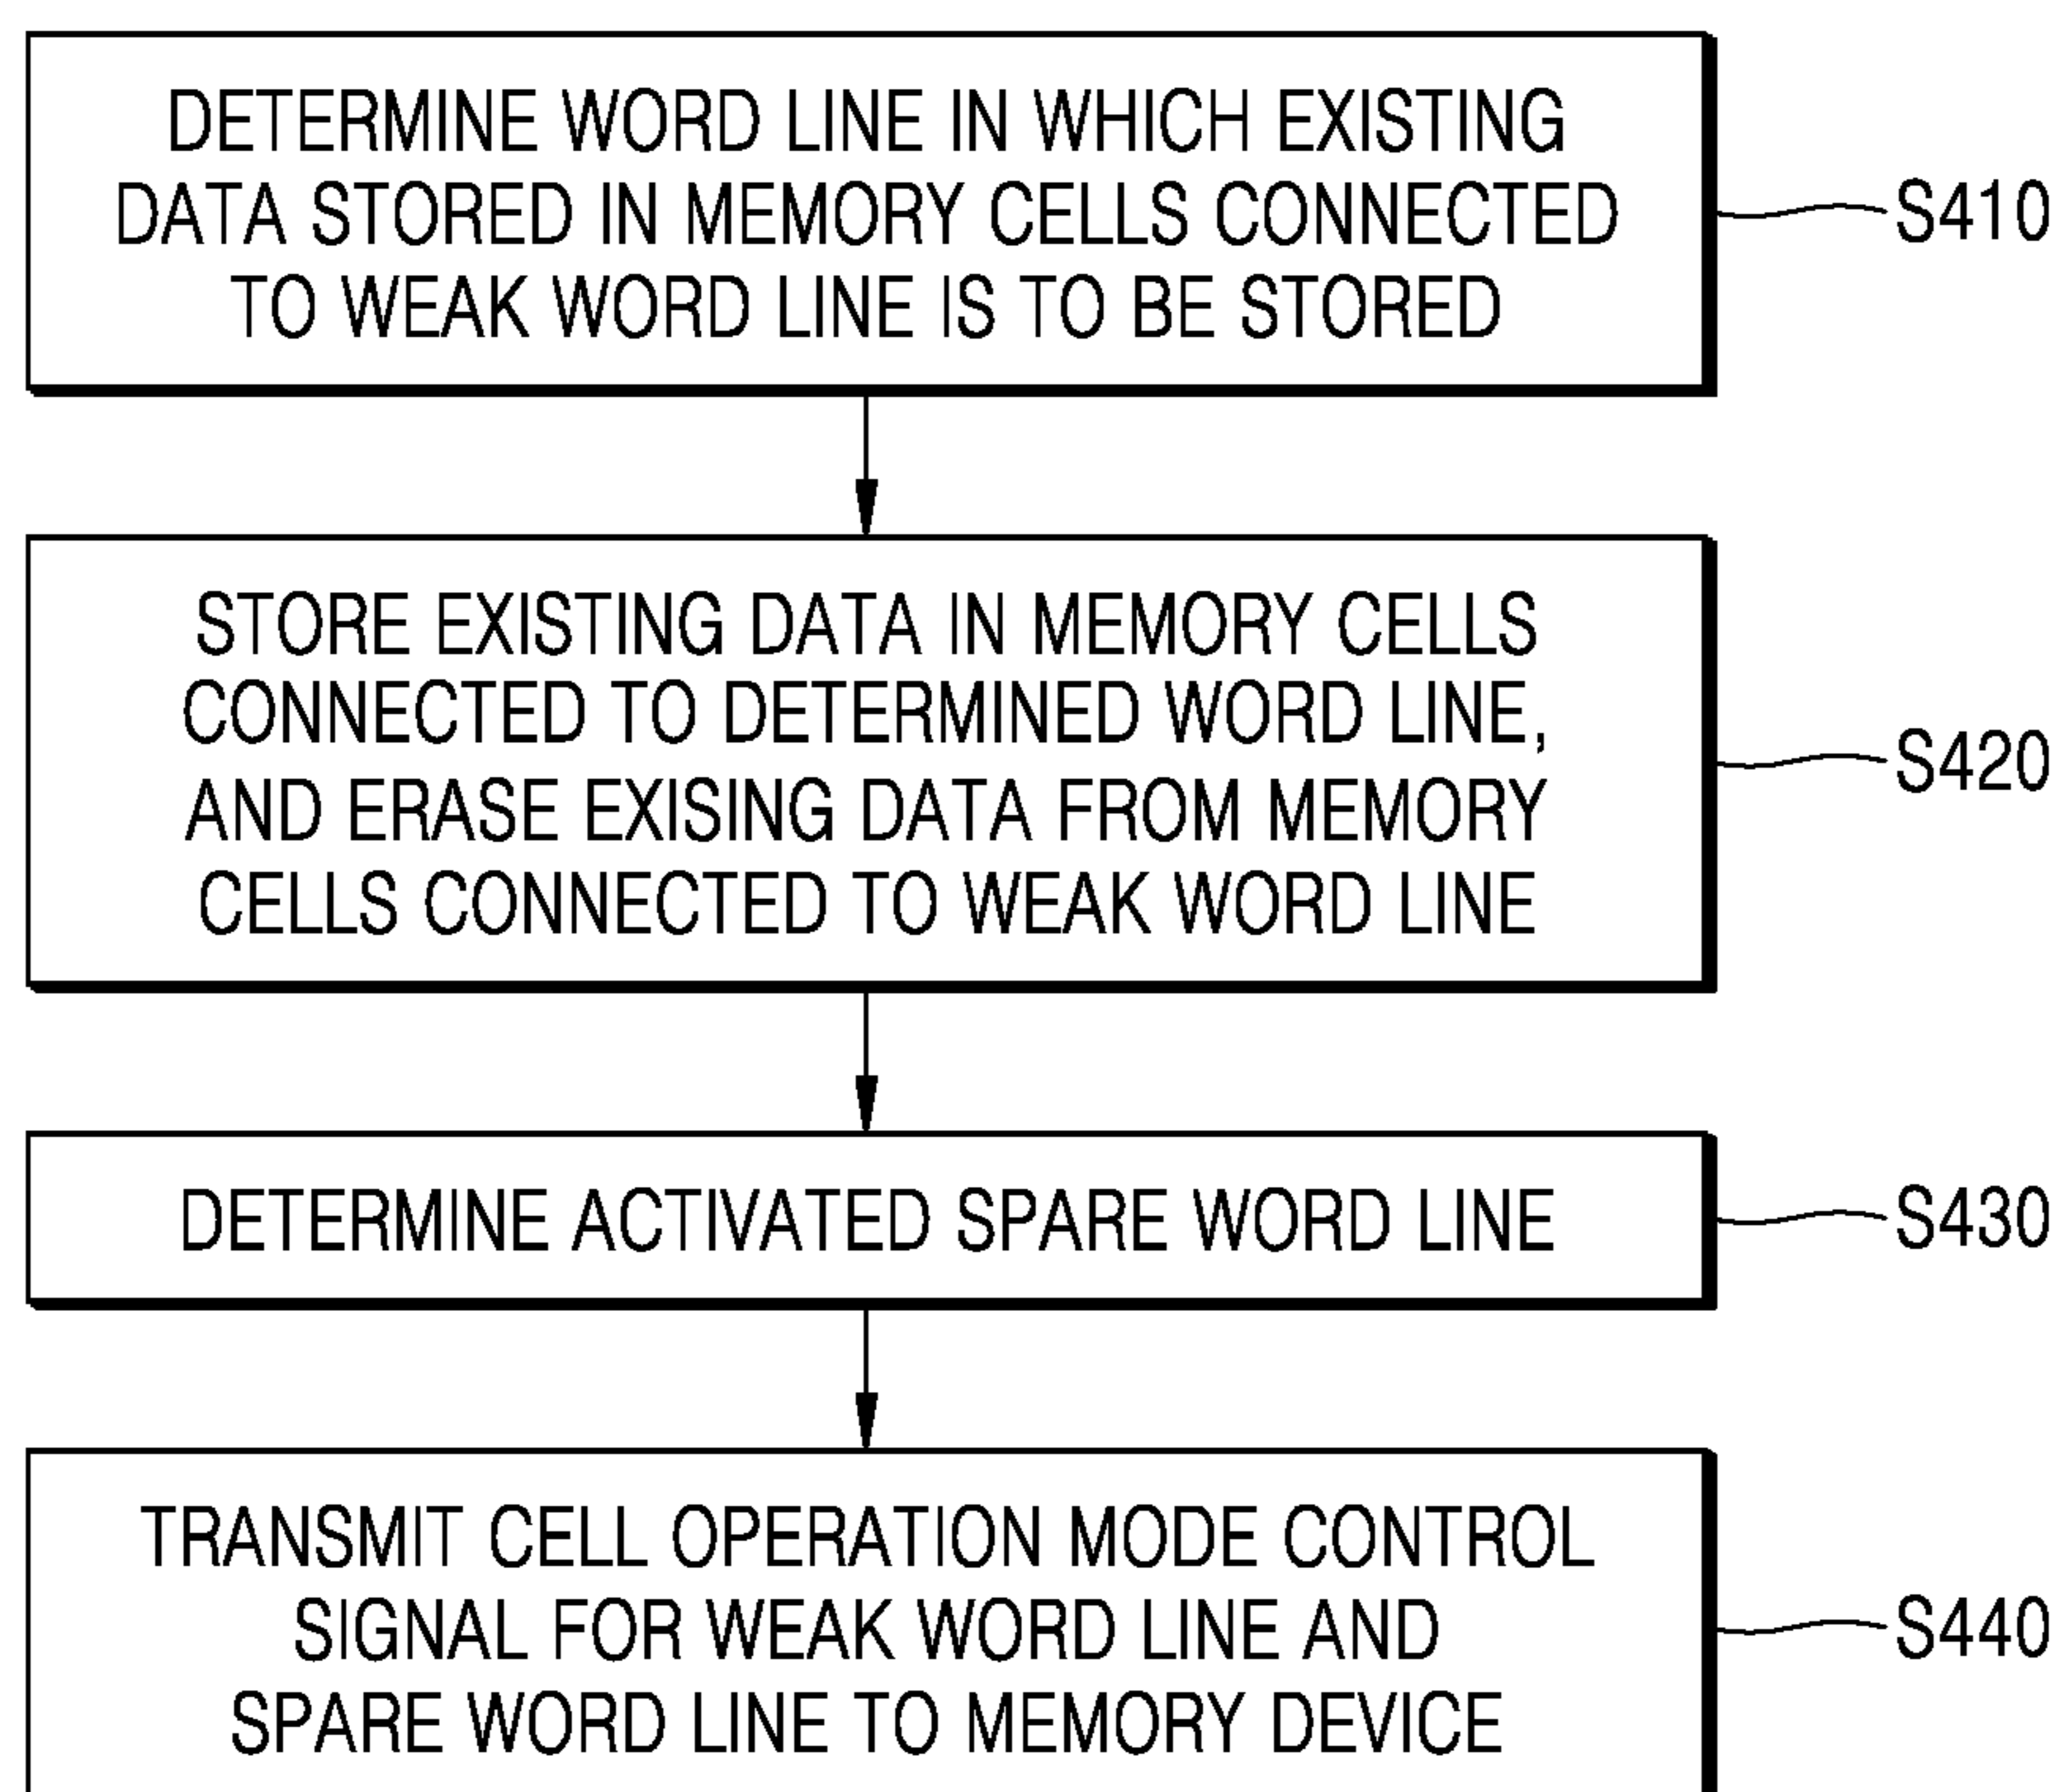 DETERMINE WORD LINE IN WHICH EXISTING
DATA STORED IN MEMORY CELLS CONNECTED
TO WEAK WORD LINE IS TO BE STORED
S410
STORE EXISTING DATA IN MEMORY CELLS
CONNECTED TO DETERMINED WORD LINE,
AND ERASE EXISING DATA FROM MEMORY
CELLS CONNECTED TO WEAK WORD LINE
S420
DETERMINE ACTIVATED SPARE WORD LINE
S430
TRANSMIT CELL OPERATION MODE CONTROL
SIGNAL FOR WEAK WORD LINE AND
SPARE WORD LINE TO MEMORY DEVICE
S440